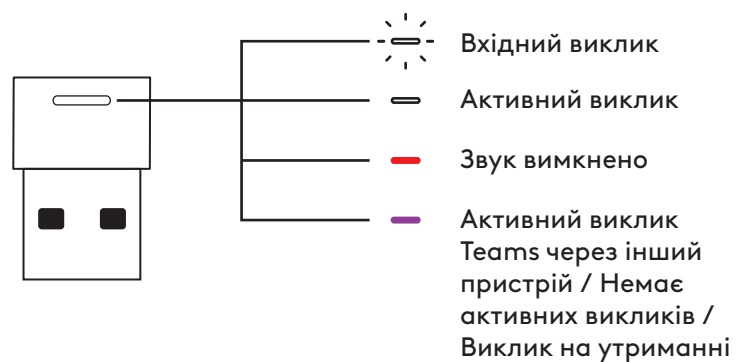 Вхідний виклик
Активний виклик
Звук вимкнено
Активний виклик
Teams через інший
пристрій / Немає
активних викликів /
Виклик на утриманні